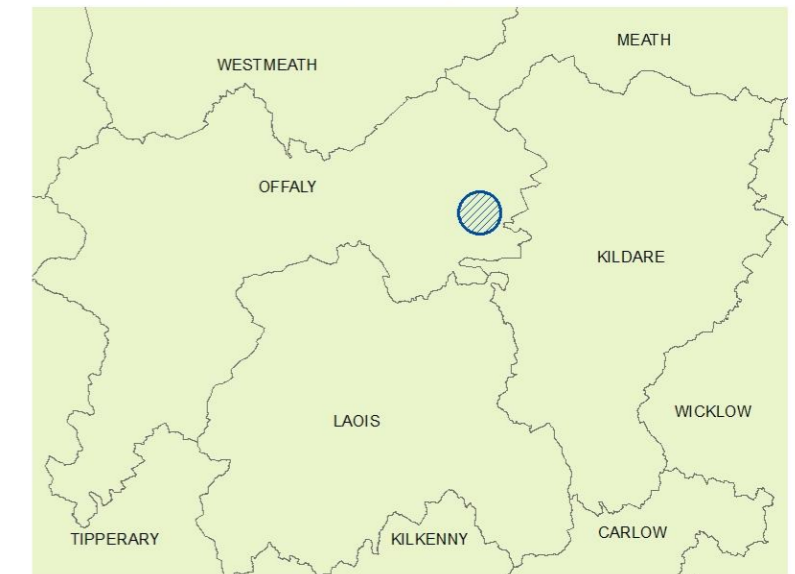 MEATH
WESTMEATH
OFFALY
KILDARE
WICKLOW
LAOIS
CARLOW
TIPPERARY
KILKENNY